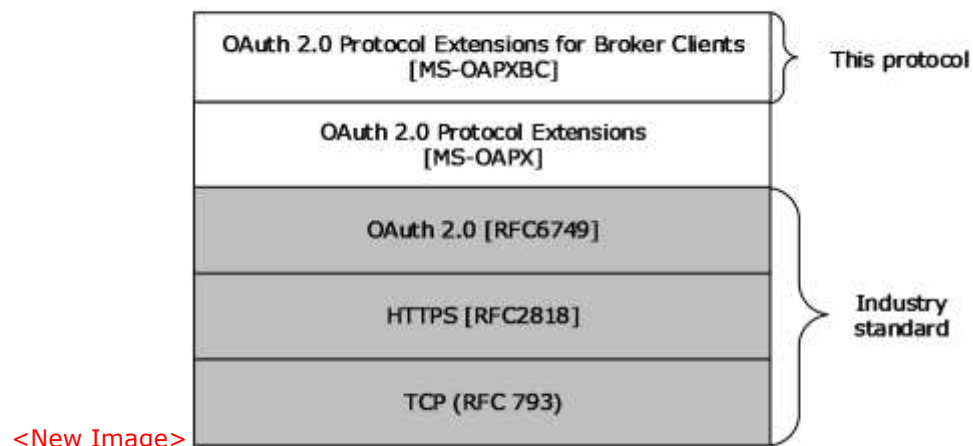 OAuth 2.0 Protocol Extensions for Broker Clients
[MS-OAPXBC]
This protocol
OAuth 2.0 Protocol Extensions
[MS-OAPX]
OAuth 2.0 [RFC6749]
HTTPS [RFC2818]
Industry
standard
TCP (RFC 793)
<New Image>